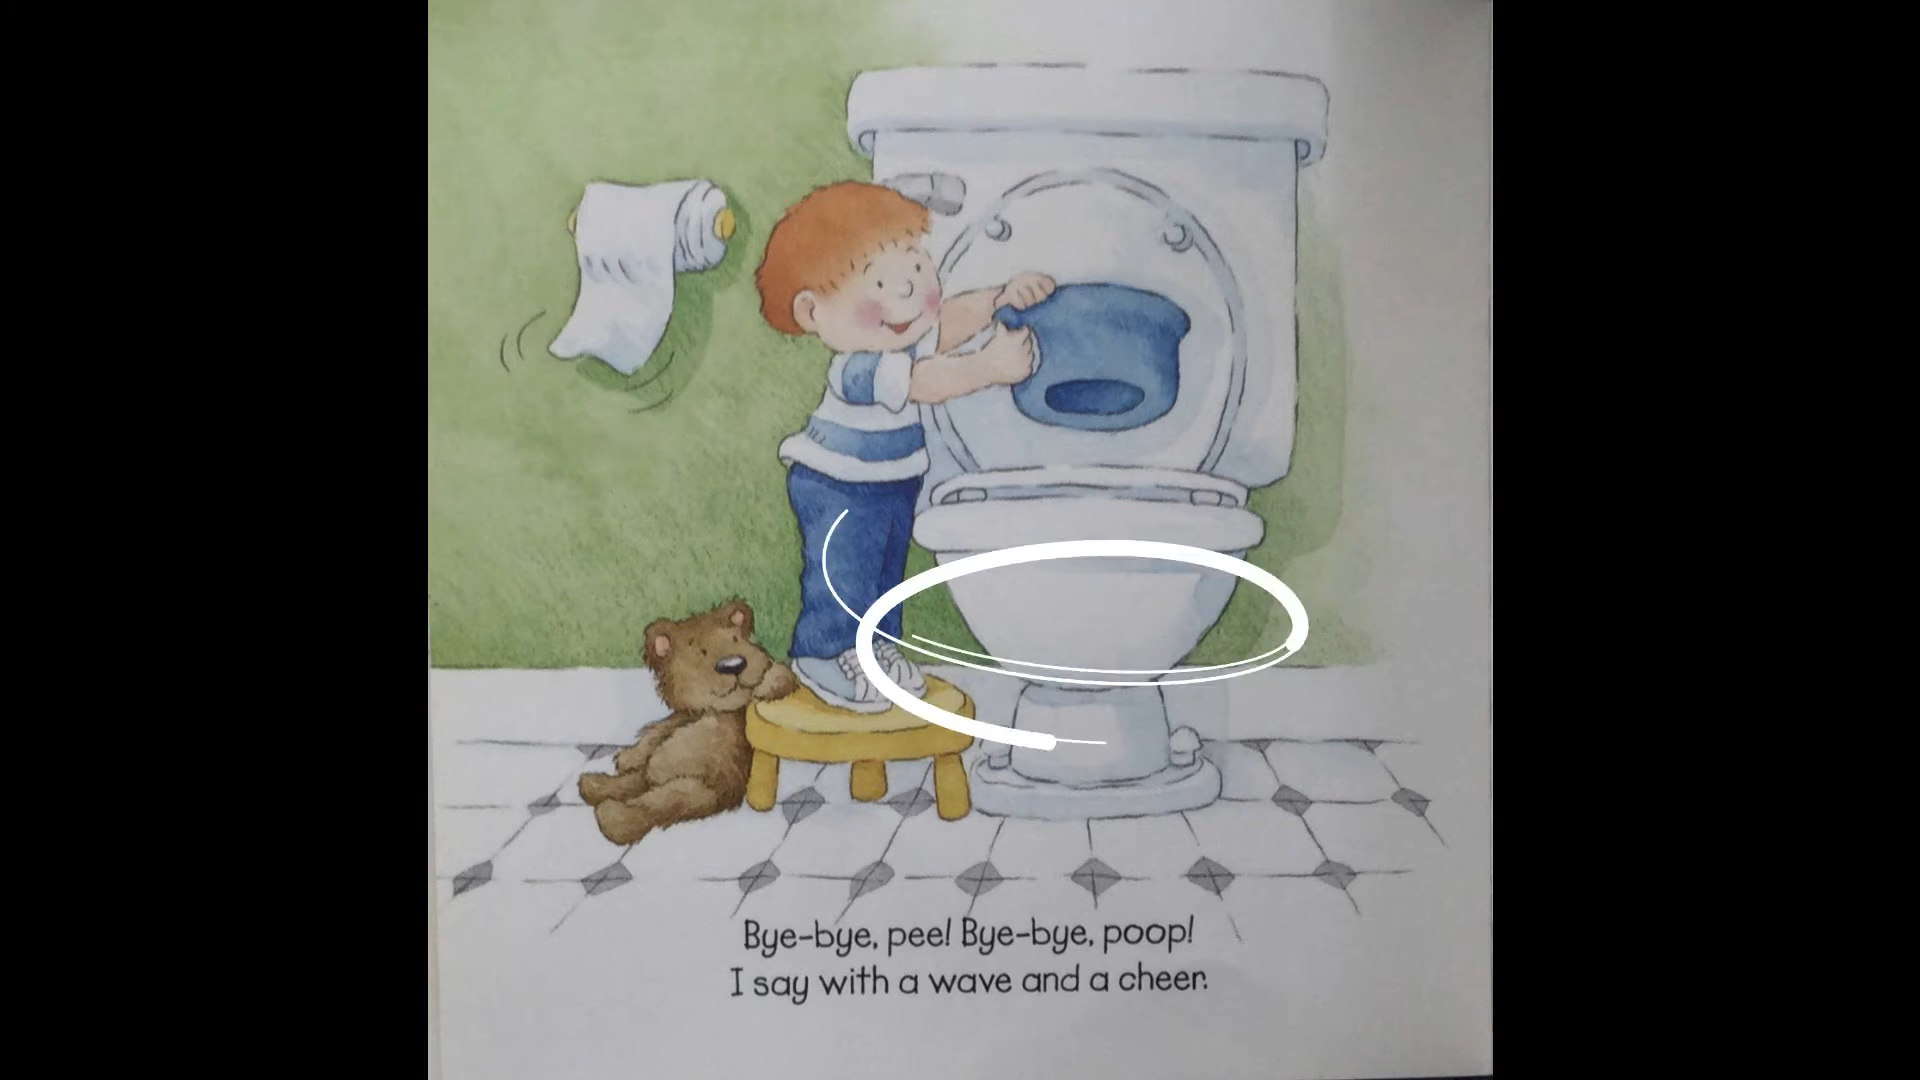 Bye-bye, pee! Bye-bye, poop!
I say with a wave and a cheer.